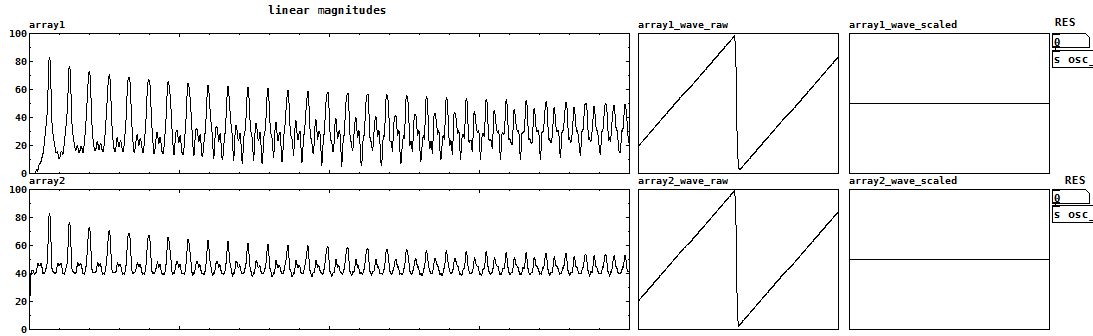 linear magnitudes
array1
array1_wave_raw
array1_wave_scaled
RES
100
80
60
40
20
0
0
s osc_
array2
array2_wave_raw
array2_wave_scaled
RES
100
80
60
40
20
0
0
s osc_